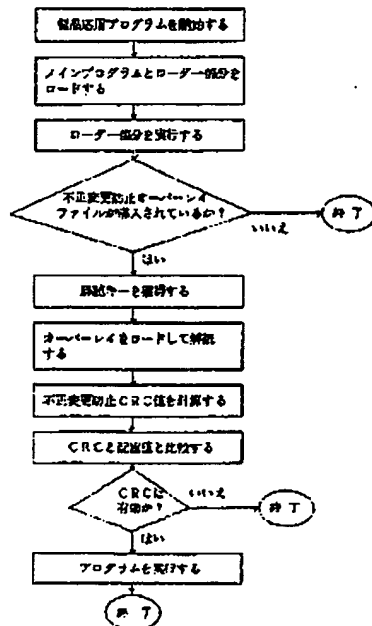 プログラムを開始する
メインプログラムとローダー部分を
ロードする
ローダー部分を実行する
不正変更防止オーバーレイ
ファイルが挿入されているか?
いいえ
終了
はい
キーを獲得する
オーバーレイをロードして解読
する
不正変更防止CRC値を計算する
CRCと記憶値と比較する
CRCは
有効か?
いいえ
終了
はい
プログラムを実行する
終了